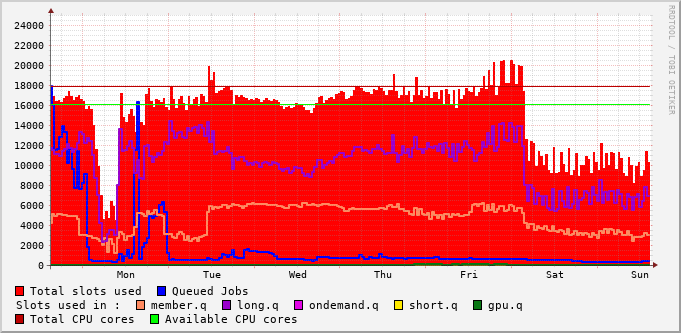 24000
22000
20000
18000
16000
14000
12000
10000
8000
6000
4000
2000
0
Mon Tue Wed Thu Fri Sat Sun
RRDTOOL / TOBI OETIKER
Total slots used Queued Jobs
Slots used in : member.q long.q ondemand.q short.q gpu.q
Total CPU cores Available CPU cores